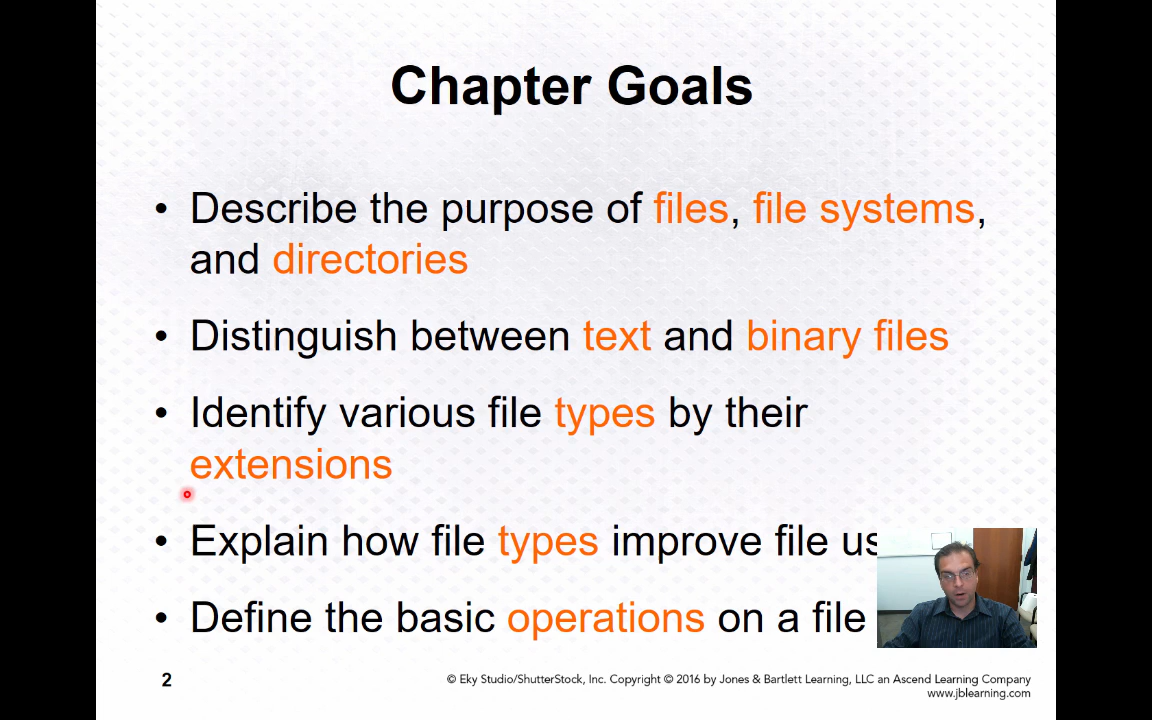 Chapter Goals
• Describe the purpose of files, file systems,
and directories
• Distinguish between text and binary files
• Identify various file types by their
extensions
• Explain how file types improve file
• Define the basic operations on a file
2
© Eky Studio/ShutterStock, Inc. Copyright © 2016 by Jones & Bartlett Learning, LLC an Ascend Learning Company
www.jblearning.com